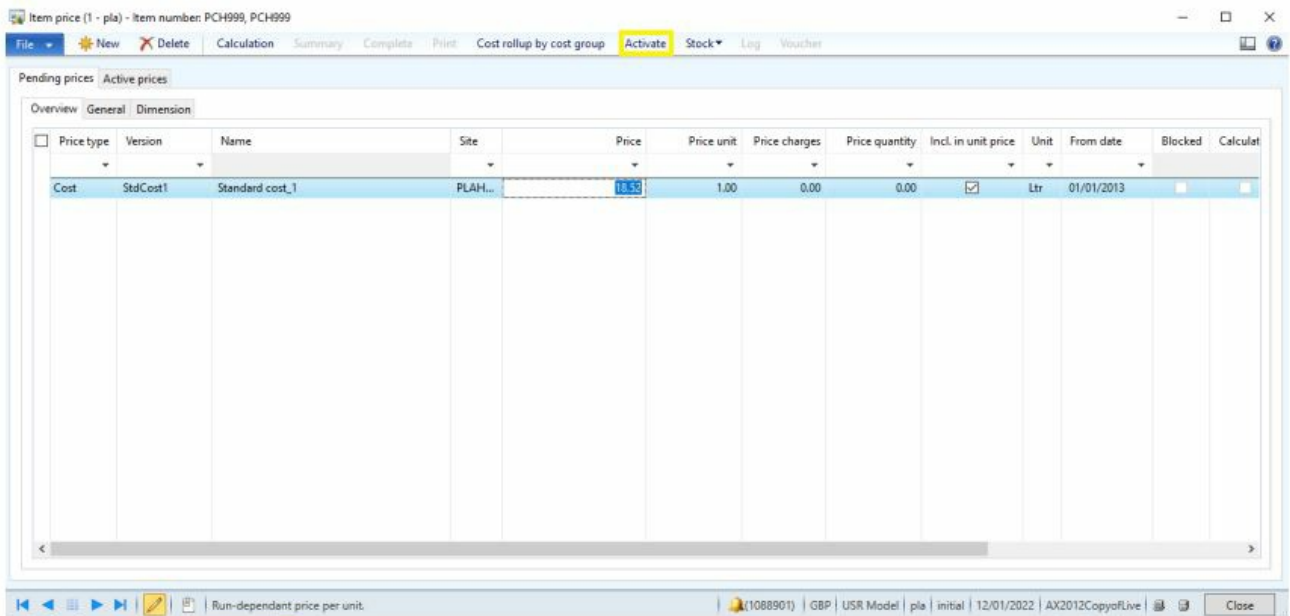 Item price (1 - pla) - Item number: PCH999, PCH999
File New Delete Calculation Summary Complete Print Cost rollup by cost group Activate Stock Log Voucher
Pending prices Active prices
Overview General Dimension
Price type Version Name Site Price Price unit Price charges Price quantity Incl. in unit price Unit From date Blocked Calculat
Cost StdCost1 Standard cost_1 PLAH... 18.52 1.00 0.00 0.00 Ltr 01/01/2013
Run-dependant price per unit. (1088901) GBP USR Model pla initial 12/01/2022 AX2012CopyofLive Close